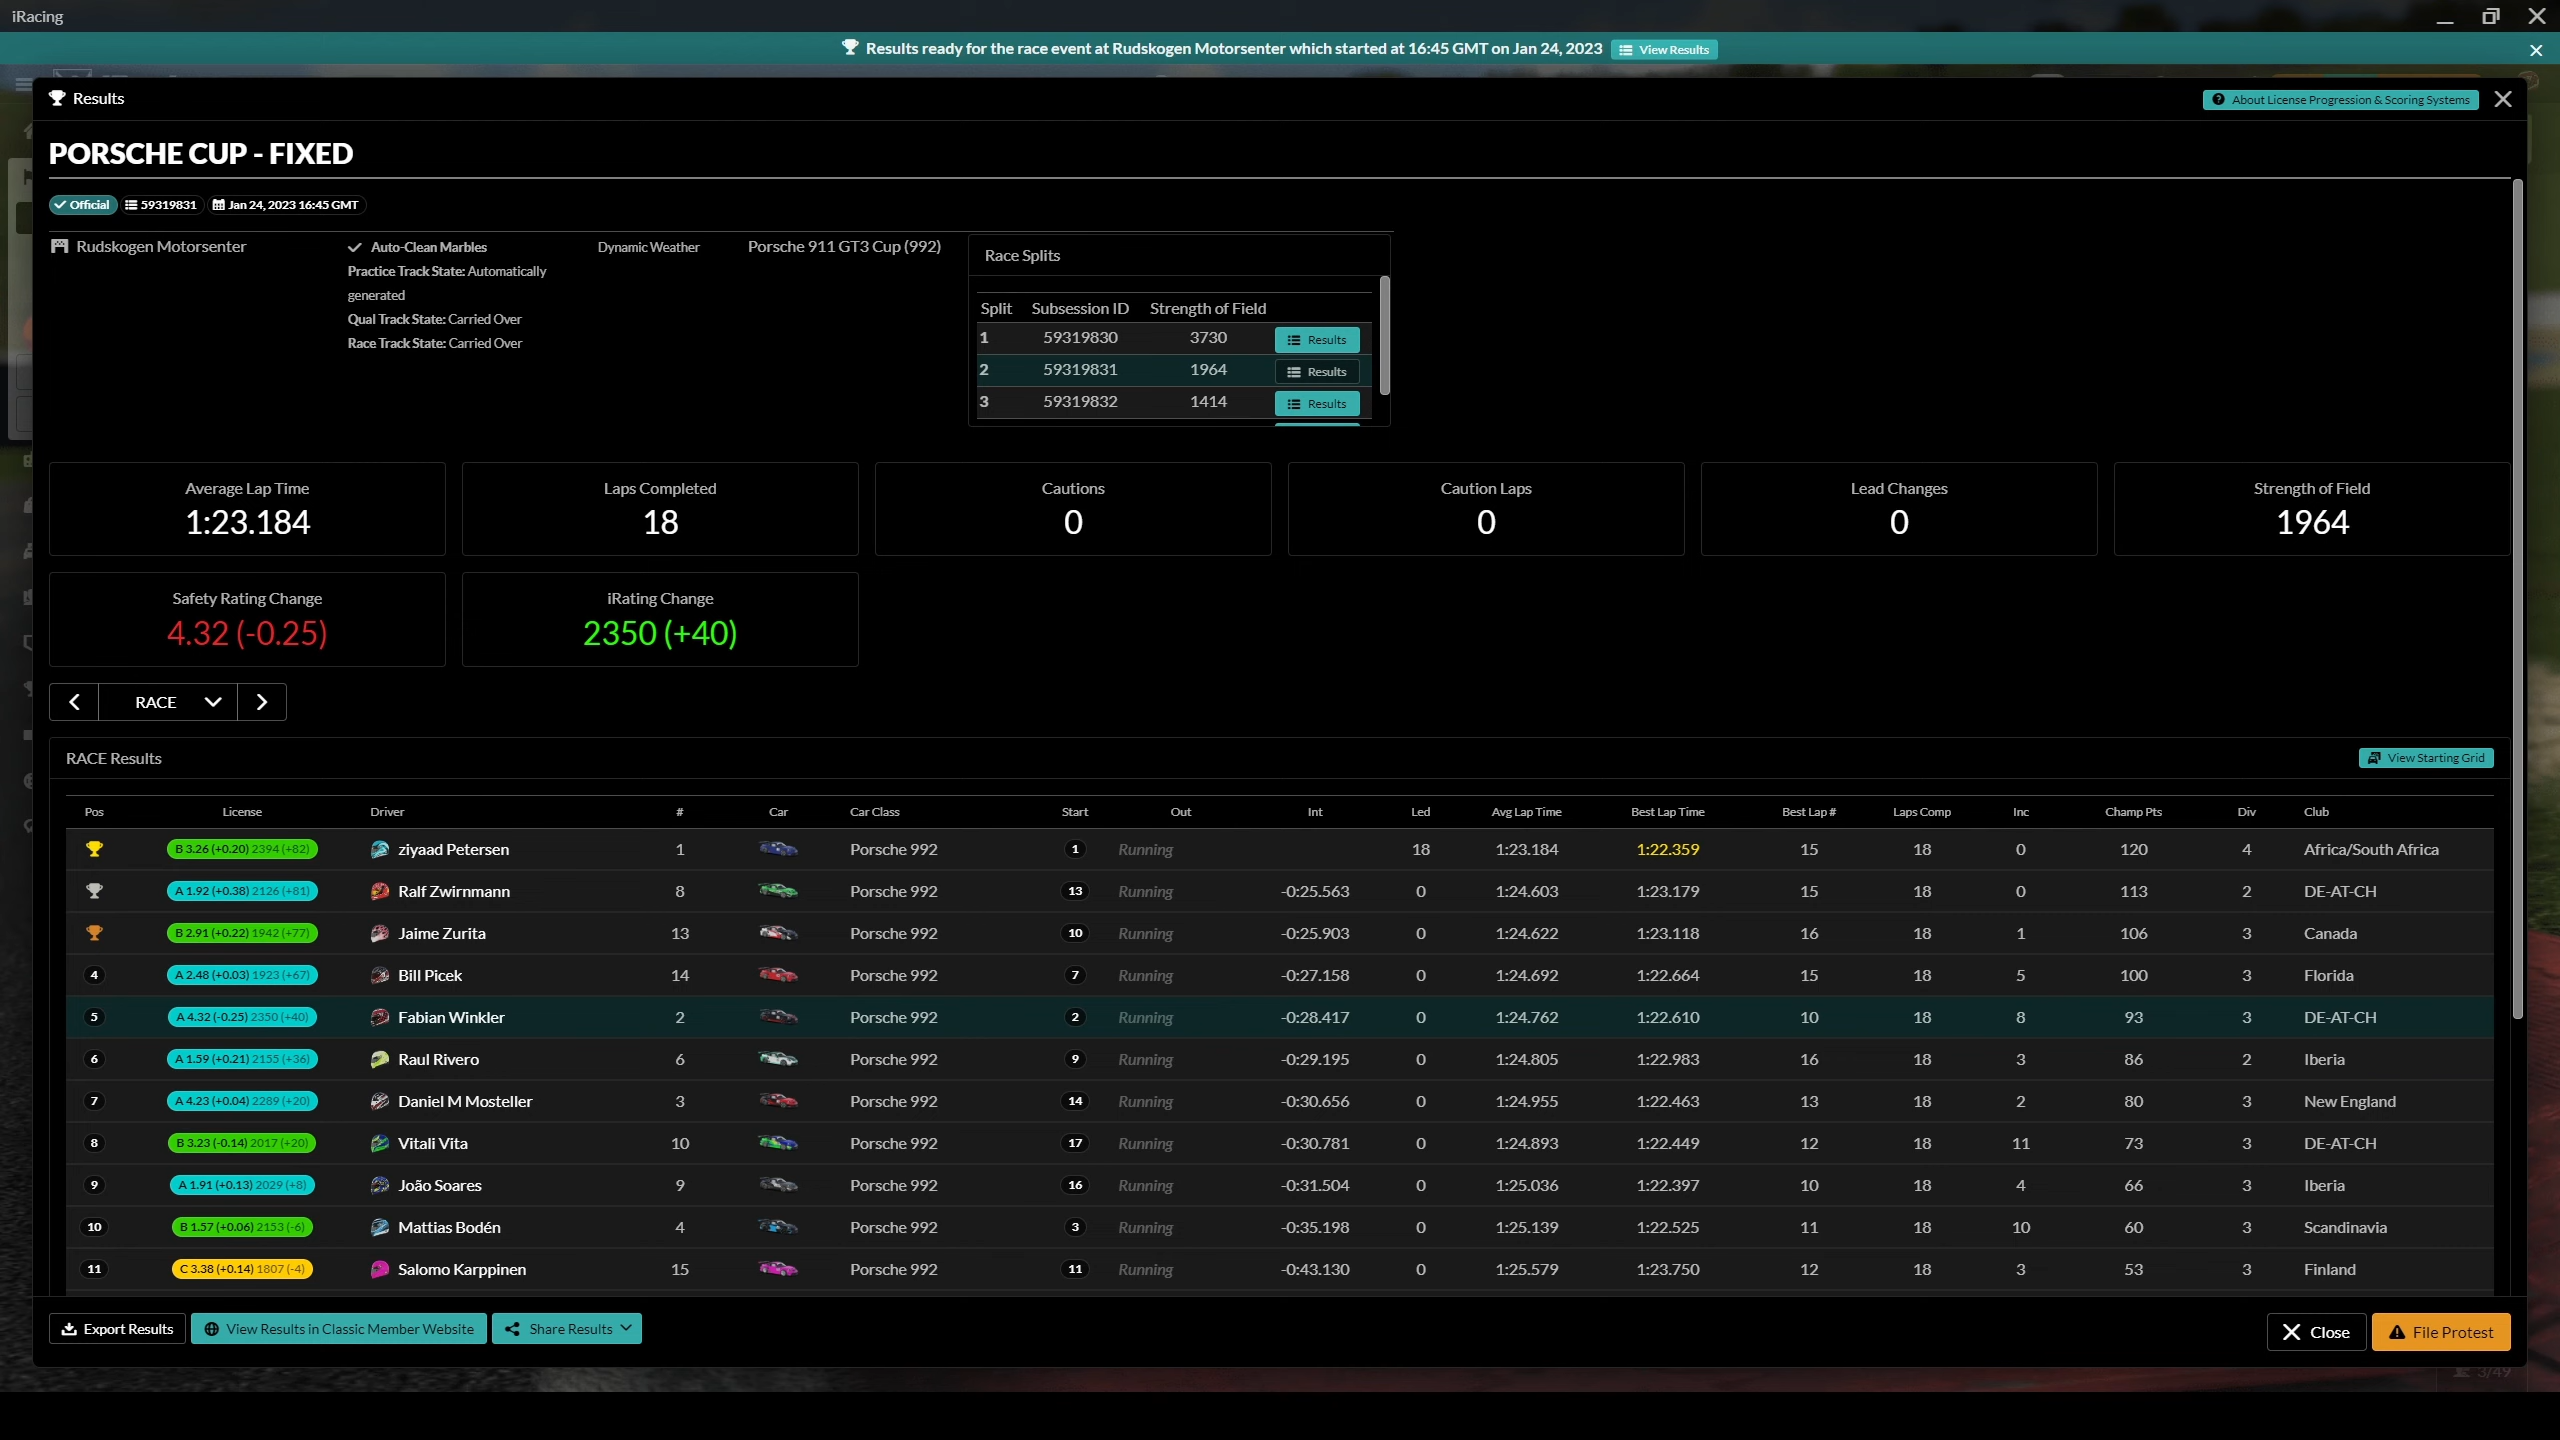 iRacing
Results ready for the race event at Rudskogen Motorsenter which started at 16:45 GMT on Jan 24, 2023 View Results
Results
About License Progression & Scoring Systems
PORSCHE CUP - FIXED
Official 59319831 Jan 24, 2023 16:45 GMT
Rudskogen Motorsenter
Auto-Clean Marbles
Practice Track State: Automatically
generated
Qual Track State: Carried Over
Race Track State: Carried Over
Dynamic Weather
Porsche 911 GT3 Cup (992)
Race Splits
Split Subsession ID Strength of Field
1 59319830 3730 Results
2 59319831 1964 Results
3 59319832 1414 Results
Average Lap Time
1:23.184
Laps Completed
18
Cautions
0
Caution Laps
0
Lead Changes
0
Strength of Field
1964
Safety Rating Change
4.32 (-0.25)
iRating Change
2350 (+40)
RACE
RACE Results
View Starting Grid
Pos License Driver # Car Car Class Start Out Int Led Avg Lap Time Best Lap Time Best Lap # Laps Comp Inc Champ Pts Div Club
B 3.26 (+0.20) 2394 (+82) ziyaad Petersen 1 Porsche 992 1 Running 18 1:23.184 1:22.359 15 18 0 120 4 Africa/South Africa
A 1.92 (+0.38) 2126 (+81) Ralf Zwirnmann 8 Porsche 992 13 Running -0:25.563 0 1:24.603 1:23.179 15 18 0 113 2 DE-AT-CH
B 2.91 (+0.22) 1942 (+77) Jaime Zurita 13 Porsche 992 10 Running -0:25.903 0 1:24.622 1:23.118 16 18 1 106 3 Canada
4 A 2.48 (+0.03) 1923 (+67) Bill Picek 14 Porsche 992 7 Running -0:27.158 0 1:24.692 1:22.664 15 18 5 100 3 Florida
5 A 4.32 (-0.25) 2350 (+40) Fabian Winkler 2 Porsche 992 2 Running -0:28.417 0 1:24.762 1:22.610 10 18 8 93 3 DE-AT-CH
6 A 1.59 (+0.21) 2155 (+36) Raul Rivero 6 Porsche 992 9 Running -0:29.195 0 1:24.805 1:22.983 16 18 3 86 2 Iberia
7 A 4.23 (+0.04) 2289 (+20) Daniel M Mosteller 3 Porsche 992 14 Running -0:30.656 0 1:24.955 1:22.463 13 18 2 80 3 New England
8 B 3.23 (-0.14) 2017 (+20) Vitali Vita 10 Porsche 992 17 Running -0:30.781 0 1:24.893 1:22.449 12 18 11 73 3 DE-AT-CH
9 A 1.91 (+0.13) 2029 (+8) João Soares 9 Porsche 992 16 Running -0:31.504 0 1:25.036 1:22.397 10 18 4 66 3 Iberia
10 B 1.57 (+0.06) 2153 (-6) Mattias Bodén 4 Porsche 992 3 Running -0:35.198 0 1:25.139 1:22.525 11 18 10 60 3 Scandinavia
11 C 3.38 (+0.14) 1807 (-4) Salomo Karppinen 15 Porsche 992 11 Running -0:43.130 0 1:25.579 1:23.750 12 18 3 53 3 Finland
Export Results View Results in Classic Member Website Share Results Close File Protest
3/49